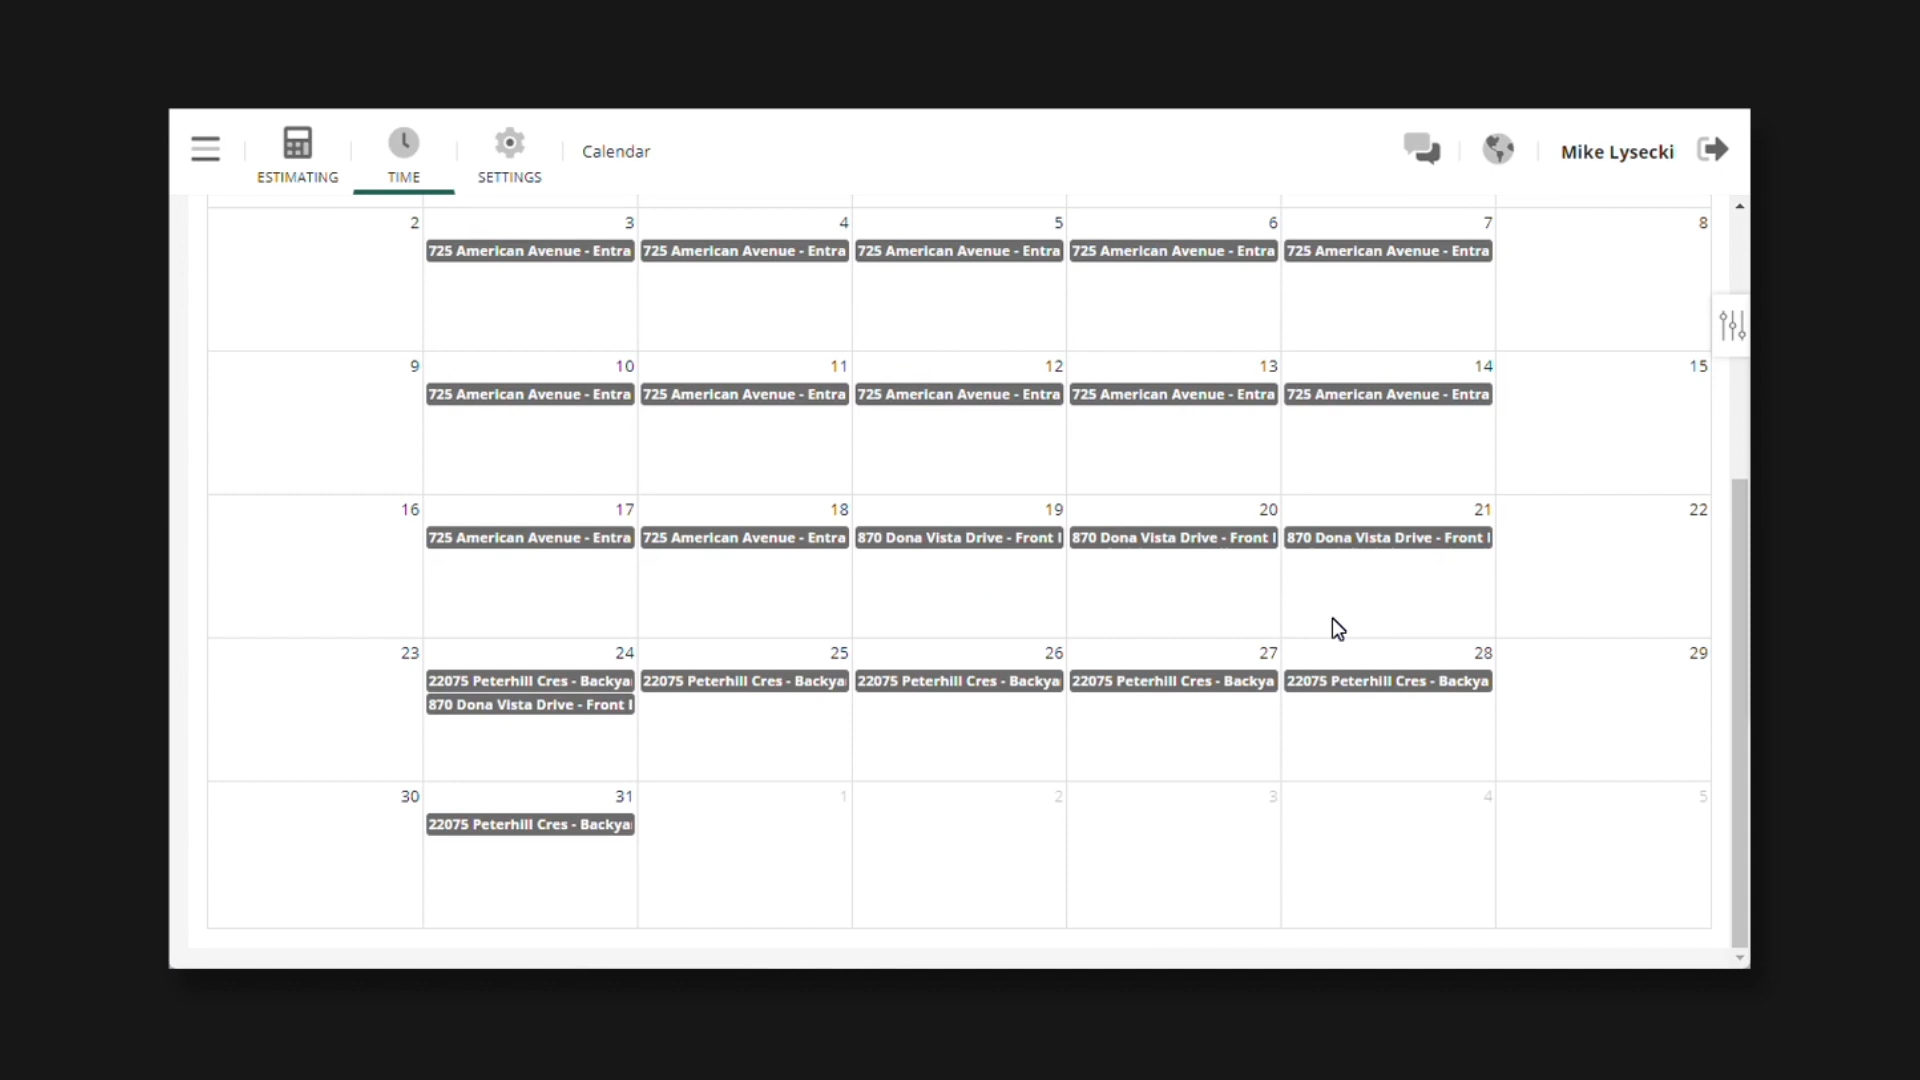 ESTIMATING TIME SETTINGS Calendar Mike Lysecki
2 3 4 5 6 7 8
725 American Avenue - Entra 725 American Avenue - Entra 725 American Avenue - Entra 725 American Avenue - Entra 725 American Avenue - Entra
9 10 11 12 13 14 15
725 American Avenue - Entra 725 American Avenue - Entra 725 American Avenue - Entra 725 American Avenue - Entra 725 American Avenue - Entra
16 17 18 19 20 21 22
725 American Avenue - Entra 725 American Avenue - Entra 870 Dona Vista Drive - Front 870 Dona Vista Drive - Front 870 Dona Vista Drive - Front
23 24 25 26 27 28 29
22075 Peterhill Cres - Backya 22075 Peterhill Cres - Backya 22075 Peterhill Cres - Backya 22075 Peterhill Cres - Backya 22075 Peterhill Cres - Backya
870 Dona Vista Drive - Front
30 31 1 2 3 4 5
22075 Peterhill Cres - Backya